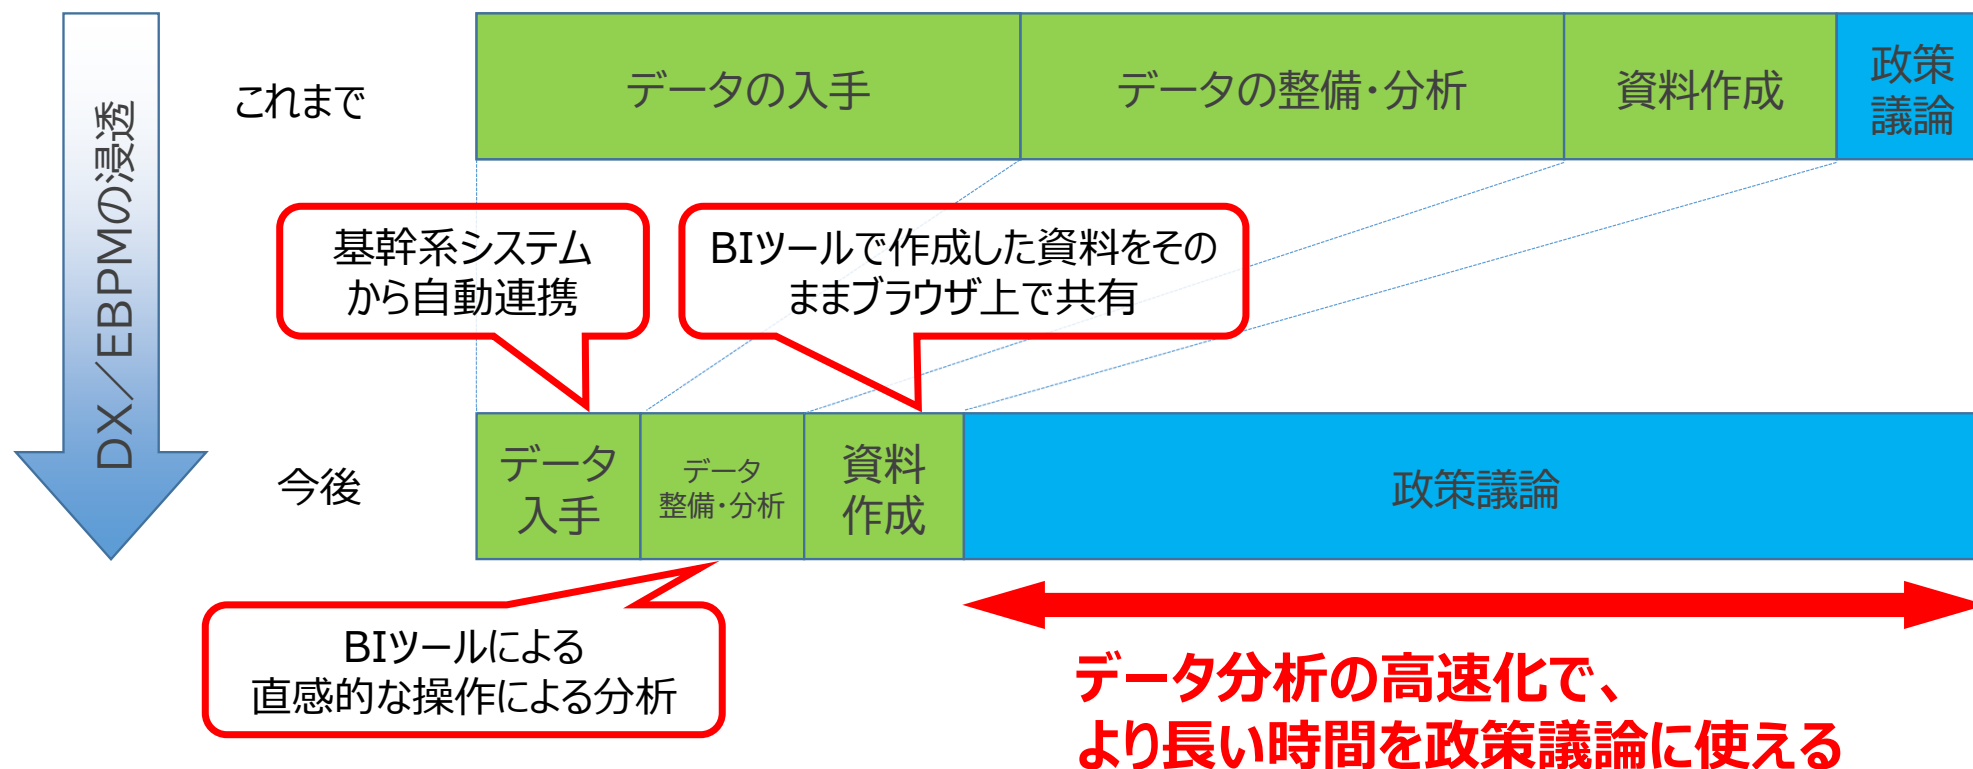 DX／EBPMの浸透
これまで
データの入手
データの整備・分析
資料作成
政策
議論
基幹系システム
から自動連携
BIツールで作成した資料をその
ままブラウザ上で共有
今後
データ
入手
データ
整備・分析
資料
作成
政策議論
BIツールによる
直感的な操作による分析
データ分析の高速化で、
より長い時間を政策議論に使える